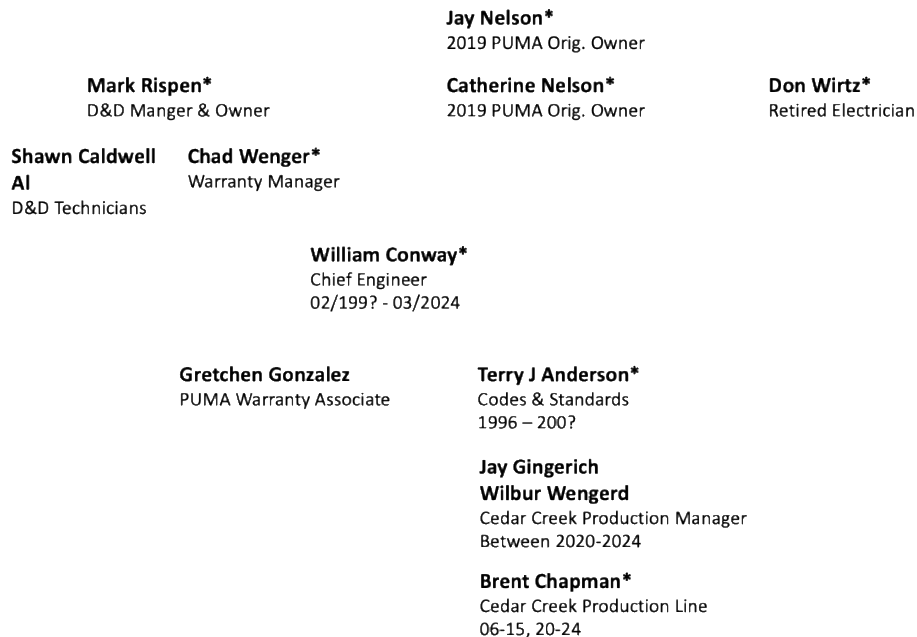 Jay Nelson*
2019 PUMA Orig. Owner
Mark Rispen*
D&D Manger & Owner
Catherine Nelson*
2019 PUMA Orig. Owner
Don Wirtz*
Retired Electrician
Shawn Caldwell
Al
D&D Technicians
Chad Wenger*
Warranty Manager
William Conway*
Chief Engineer
02/199? - 03/2024
Gretchen Gonzalez
PUMA Warranty Associate
Terry J Anderson*
Codes & Standards
1996 – 200?
Jay Gingerich
Wilbur Wengerd
Cedar Creek Production Manager
Between 2020-2024
Brent Chapman*
Cedar Creek Production Line
06-15, 20-24